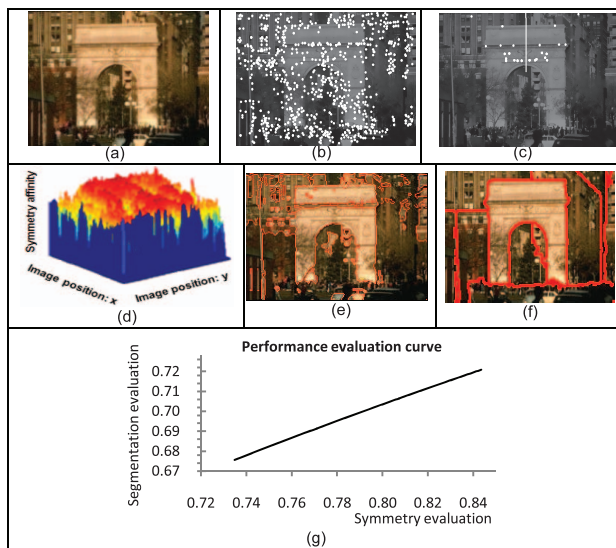 (a)
(b)
(c)
Symmetry affinity
Image position: x
Image position: y
(d)
(e)
(f)
Performance evaluation curve
Segmentation evaluation
0.72
0.71
0.70
0.69
0.68
0.67
0.72 0.74 0.76 0.78 0.80 0.82 0.84
Symmetry evaluation
(g)